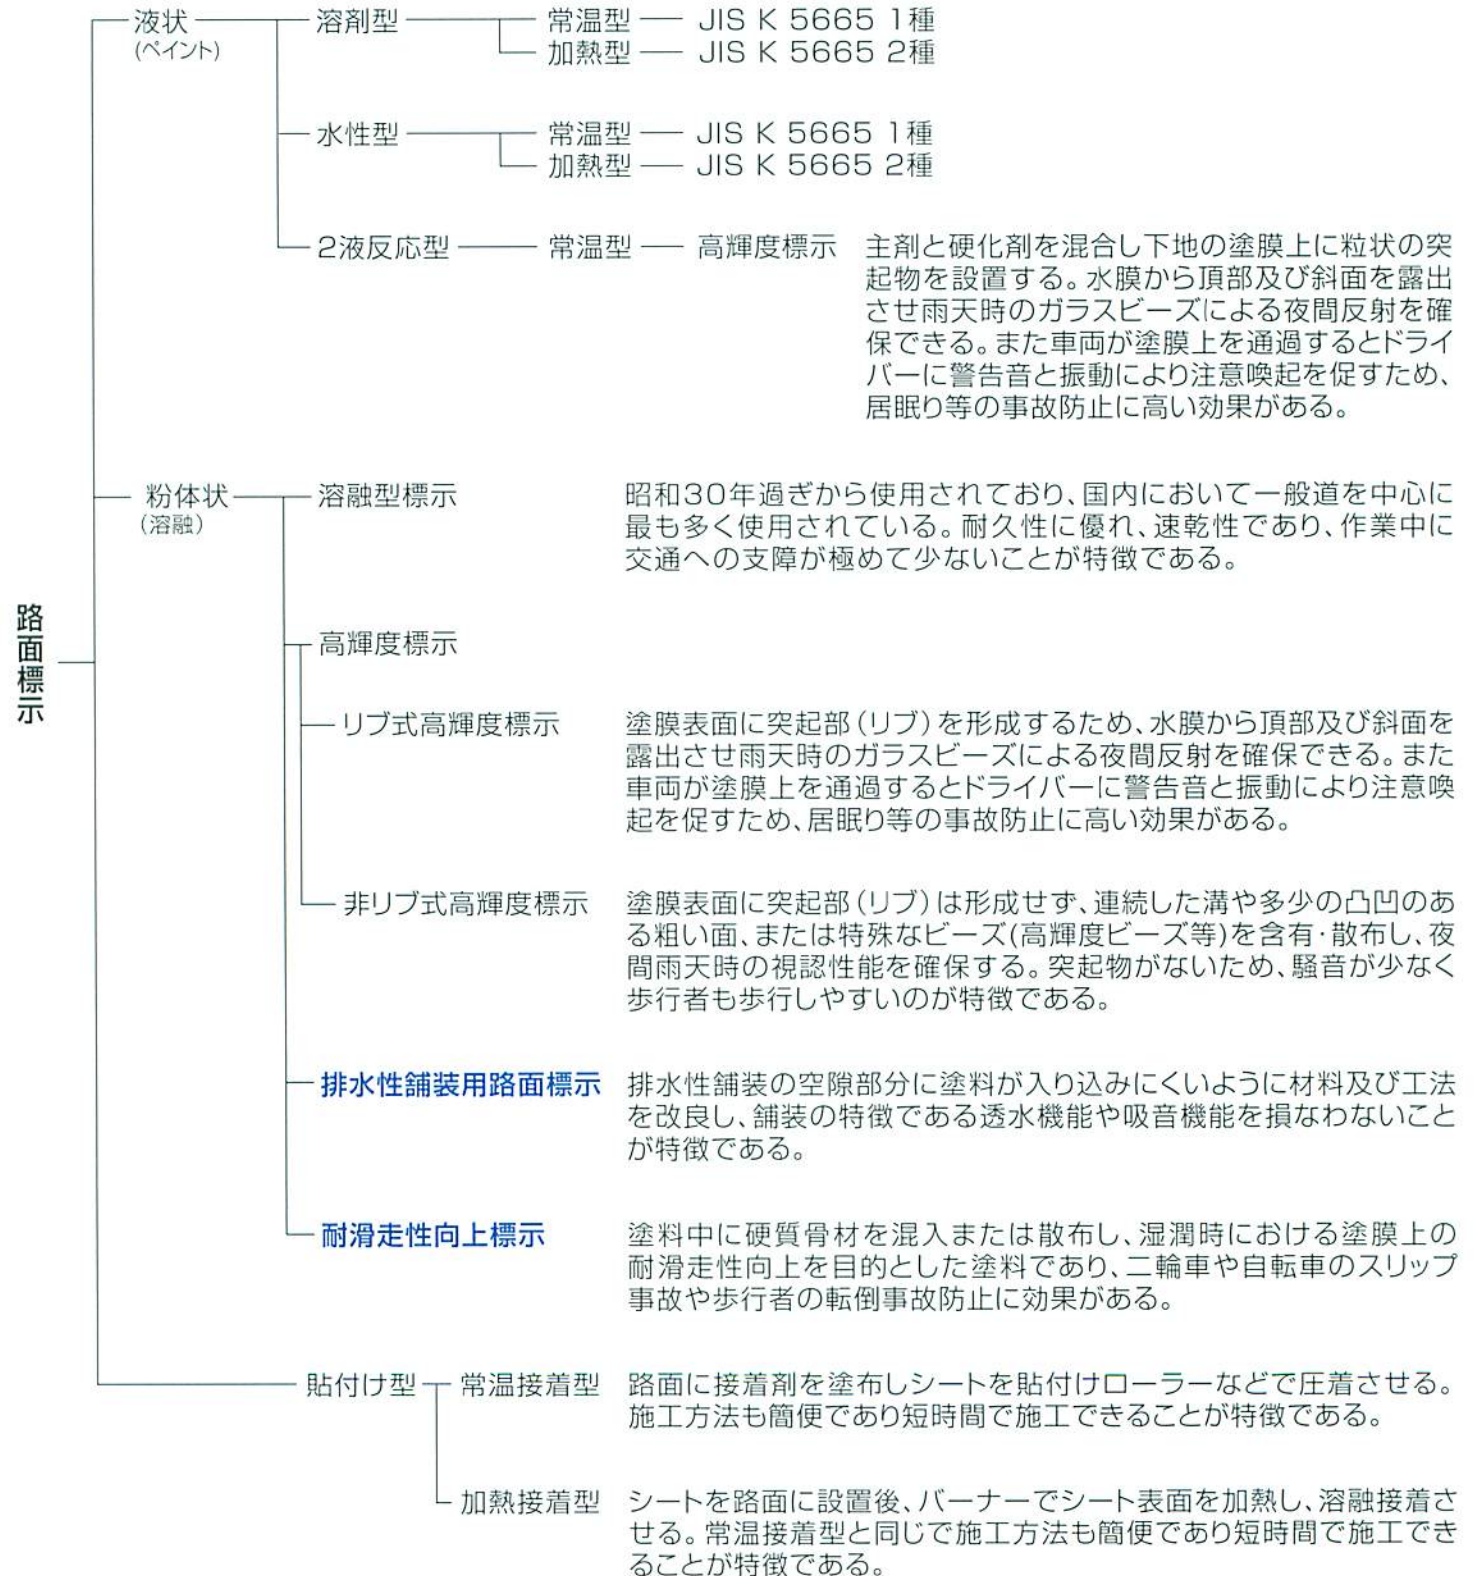 路面標示
液状
(ペイント)
溶剤型
常温型
JIS K 5665 1種
加熱型
JIS K 5665 2種
水性型
常温型
JIS K 5665 1種
加熱型
JIS K 5665 2種
2液反応型
常温型
高輝度標示
主剤と硬化剤を混合し下地の塗膜上に粒状の突
起物を設置する。水膜から頂部及び斜面を露出
させ雨天時のガラスビーズによる夜間反射を確
保できる。また車両が塗膜上を通過するとドライ
バーに警告音と振動により注意喚起を促すため、
居眠り等の事故防止に高い効果がある。
粉体状
(溶融)
溶融型標示
昭和30年過ぎから使用されており、国内において一般道を中心に
最も多く使用されている。耐久性に優れ、速乾性であり、作業中に
交通への支障が極めて少ないことが特徴である。
高輝度標示
リブ式高輝度標示
塗膜表面に突起部(リブ)を形成するため、水膜から頂部及び斜面を
露出させ雨天時のガラスビーズによる夜間反射を確保できる。また
車両が塗膜上を通過するとドライバーに警告音と振動により注意喚
起を促すため、居眠り等の事故防止に高い効果がある。
非リブ式高輝度標示
塗膜表面に突起部(リブ)は形成せず、連続した溝や多少の凸凹のあ
る粗い面、または特殊なビーズ(高輝度ビーズ等)を含有・散布し、夜
間雨天時の視認性能を確保する。突起物がないため、騒音が少なく
歩行者も歩行しやすいのが特徴である。
排水性舗装用路面標示
排水性舗装の空隙部分に塗料が入り込みにくいように材料及び工法
を改良し、舗装の特徴である透水機能や吸音機能を損なわないこと
が特徴である。
耐滑走性向上標示
塗料中に硬質骨材を混入または散布し、湿潤時における塗膜上の
耐滑走性向上を目的とした塗料であり、二輪車や自転車のスリップ
事故や歩行者の転倒事故防止に効果がある。
貼付け型
常温接着型
路面に接着剤を塗布しシートを貼付けローラーなどで圧着させる。
施工方法も簡便であり短時間で施工できることが特徴である。
加熱接着型
シートを路面に設置後、バーナーでシート表面を加熱し、溶融接着さ
せる。常温接着型と同じで施工方法も簡便であり短時間で施工でき
ることが特徴である。